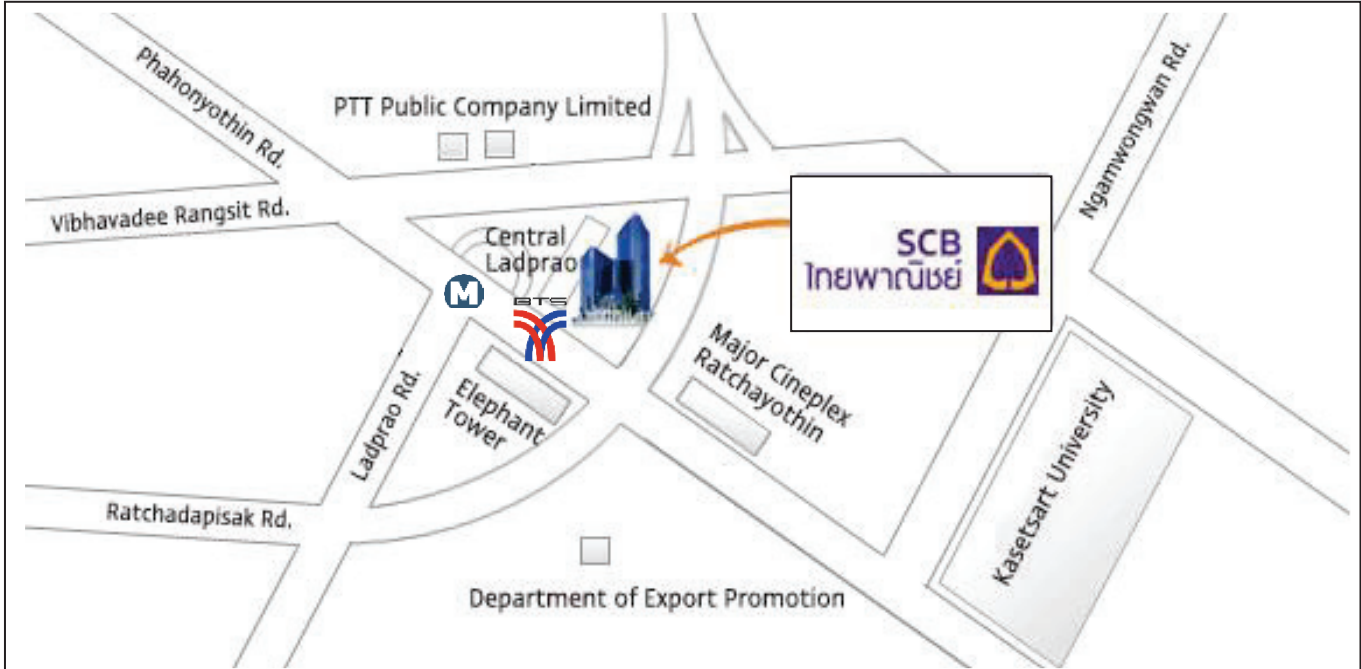 Phahonyothin Rd.
PTT Public Company Limited
Ngamwongwan Rd.
Vibhavadee Rangsit Rd.
Central
Ladprao
SCB
ไทยพาณิชย์
M
BTS
Major Cineplex
Ratchayothin
Elephant
Tower
Ladprao Rd.
Kasetsart University
Ratchadapisak Rd.
Department of Export Promotion